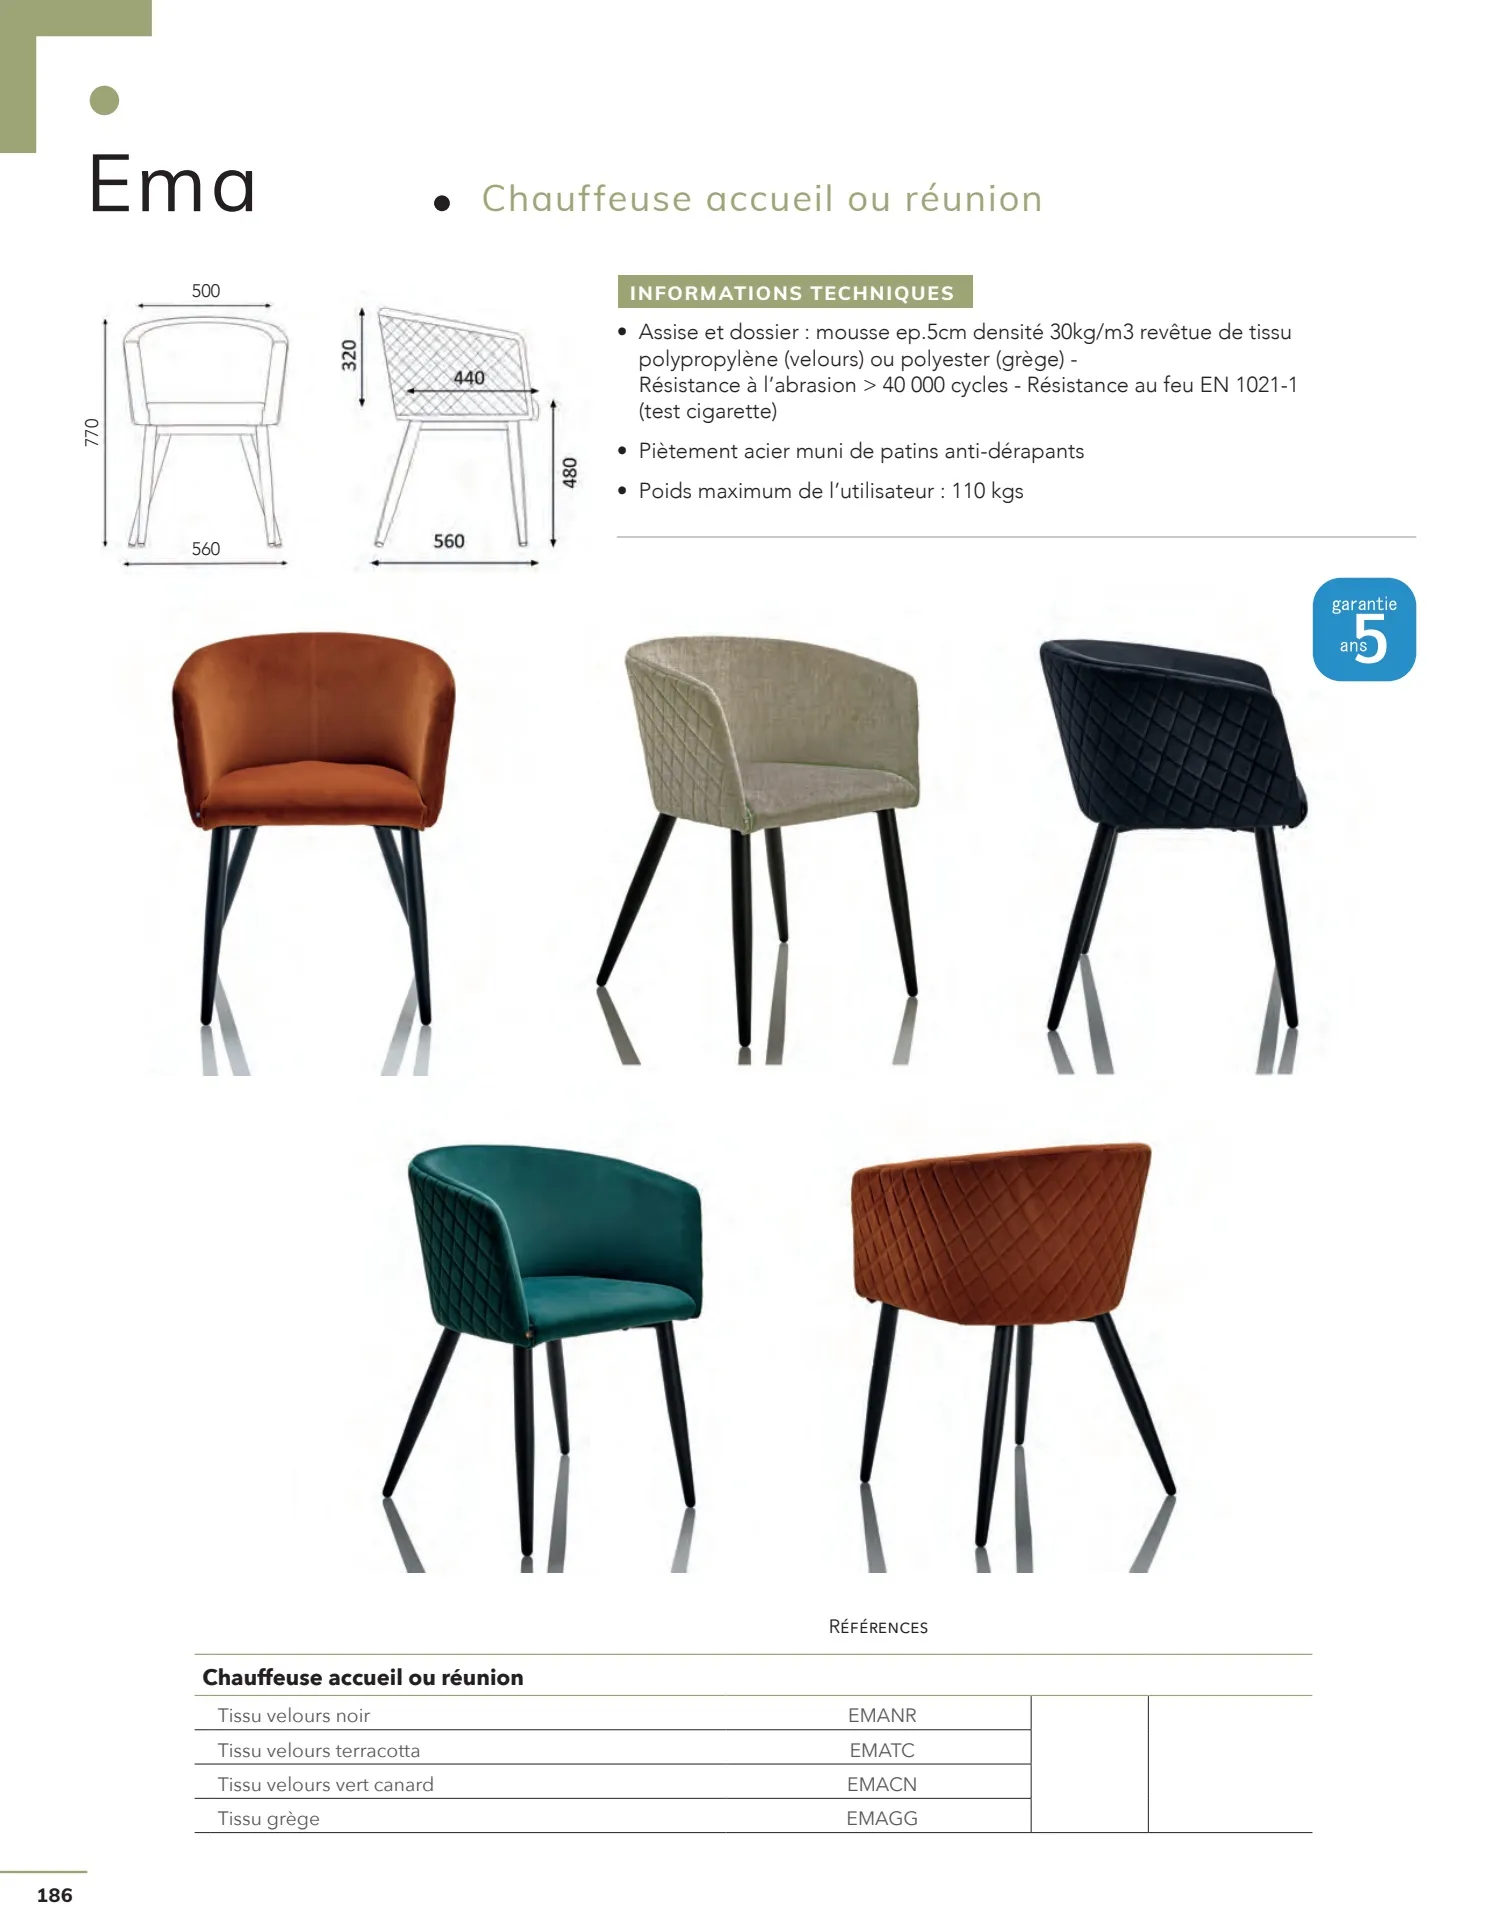 Ema
• Chauffeuse accueil ou réunion
500
770
560
320
440
480
560
INFORMATIONS TECHNIQUES
• Assise et dossier : mousse ep.5cm densité 30kg/m3 revêtue de tissu
polypropylène (velours) ou polyester (grège) -
Résistance à l’abrasion > 40 000 cycles - Résistance au feu EN 1021-1
(test cigarette)
• Piètement acier muni de patins anti-dérapants
• Poids maximum de l’utilisateur : 110 kgs
garantie
5
ans
Références
Chauffeuse accueil ou réunion
Tissu velours noir EMANR
Tissu velours terracotta EMATC
Tissu velours vert canard EMACN
Tissu grège EMAGG
186